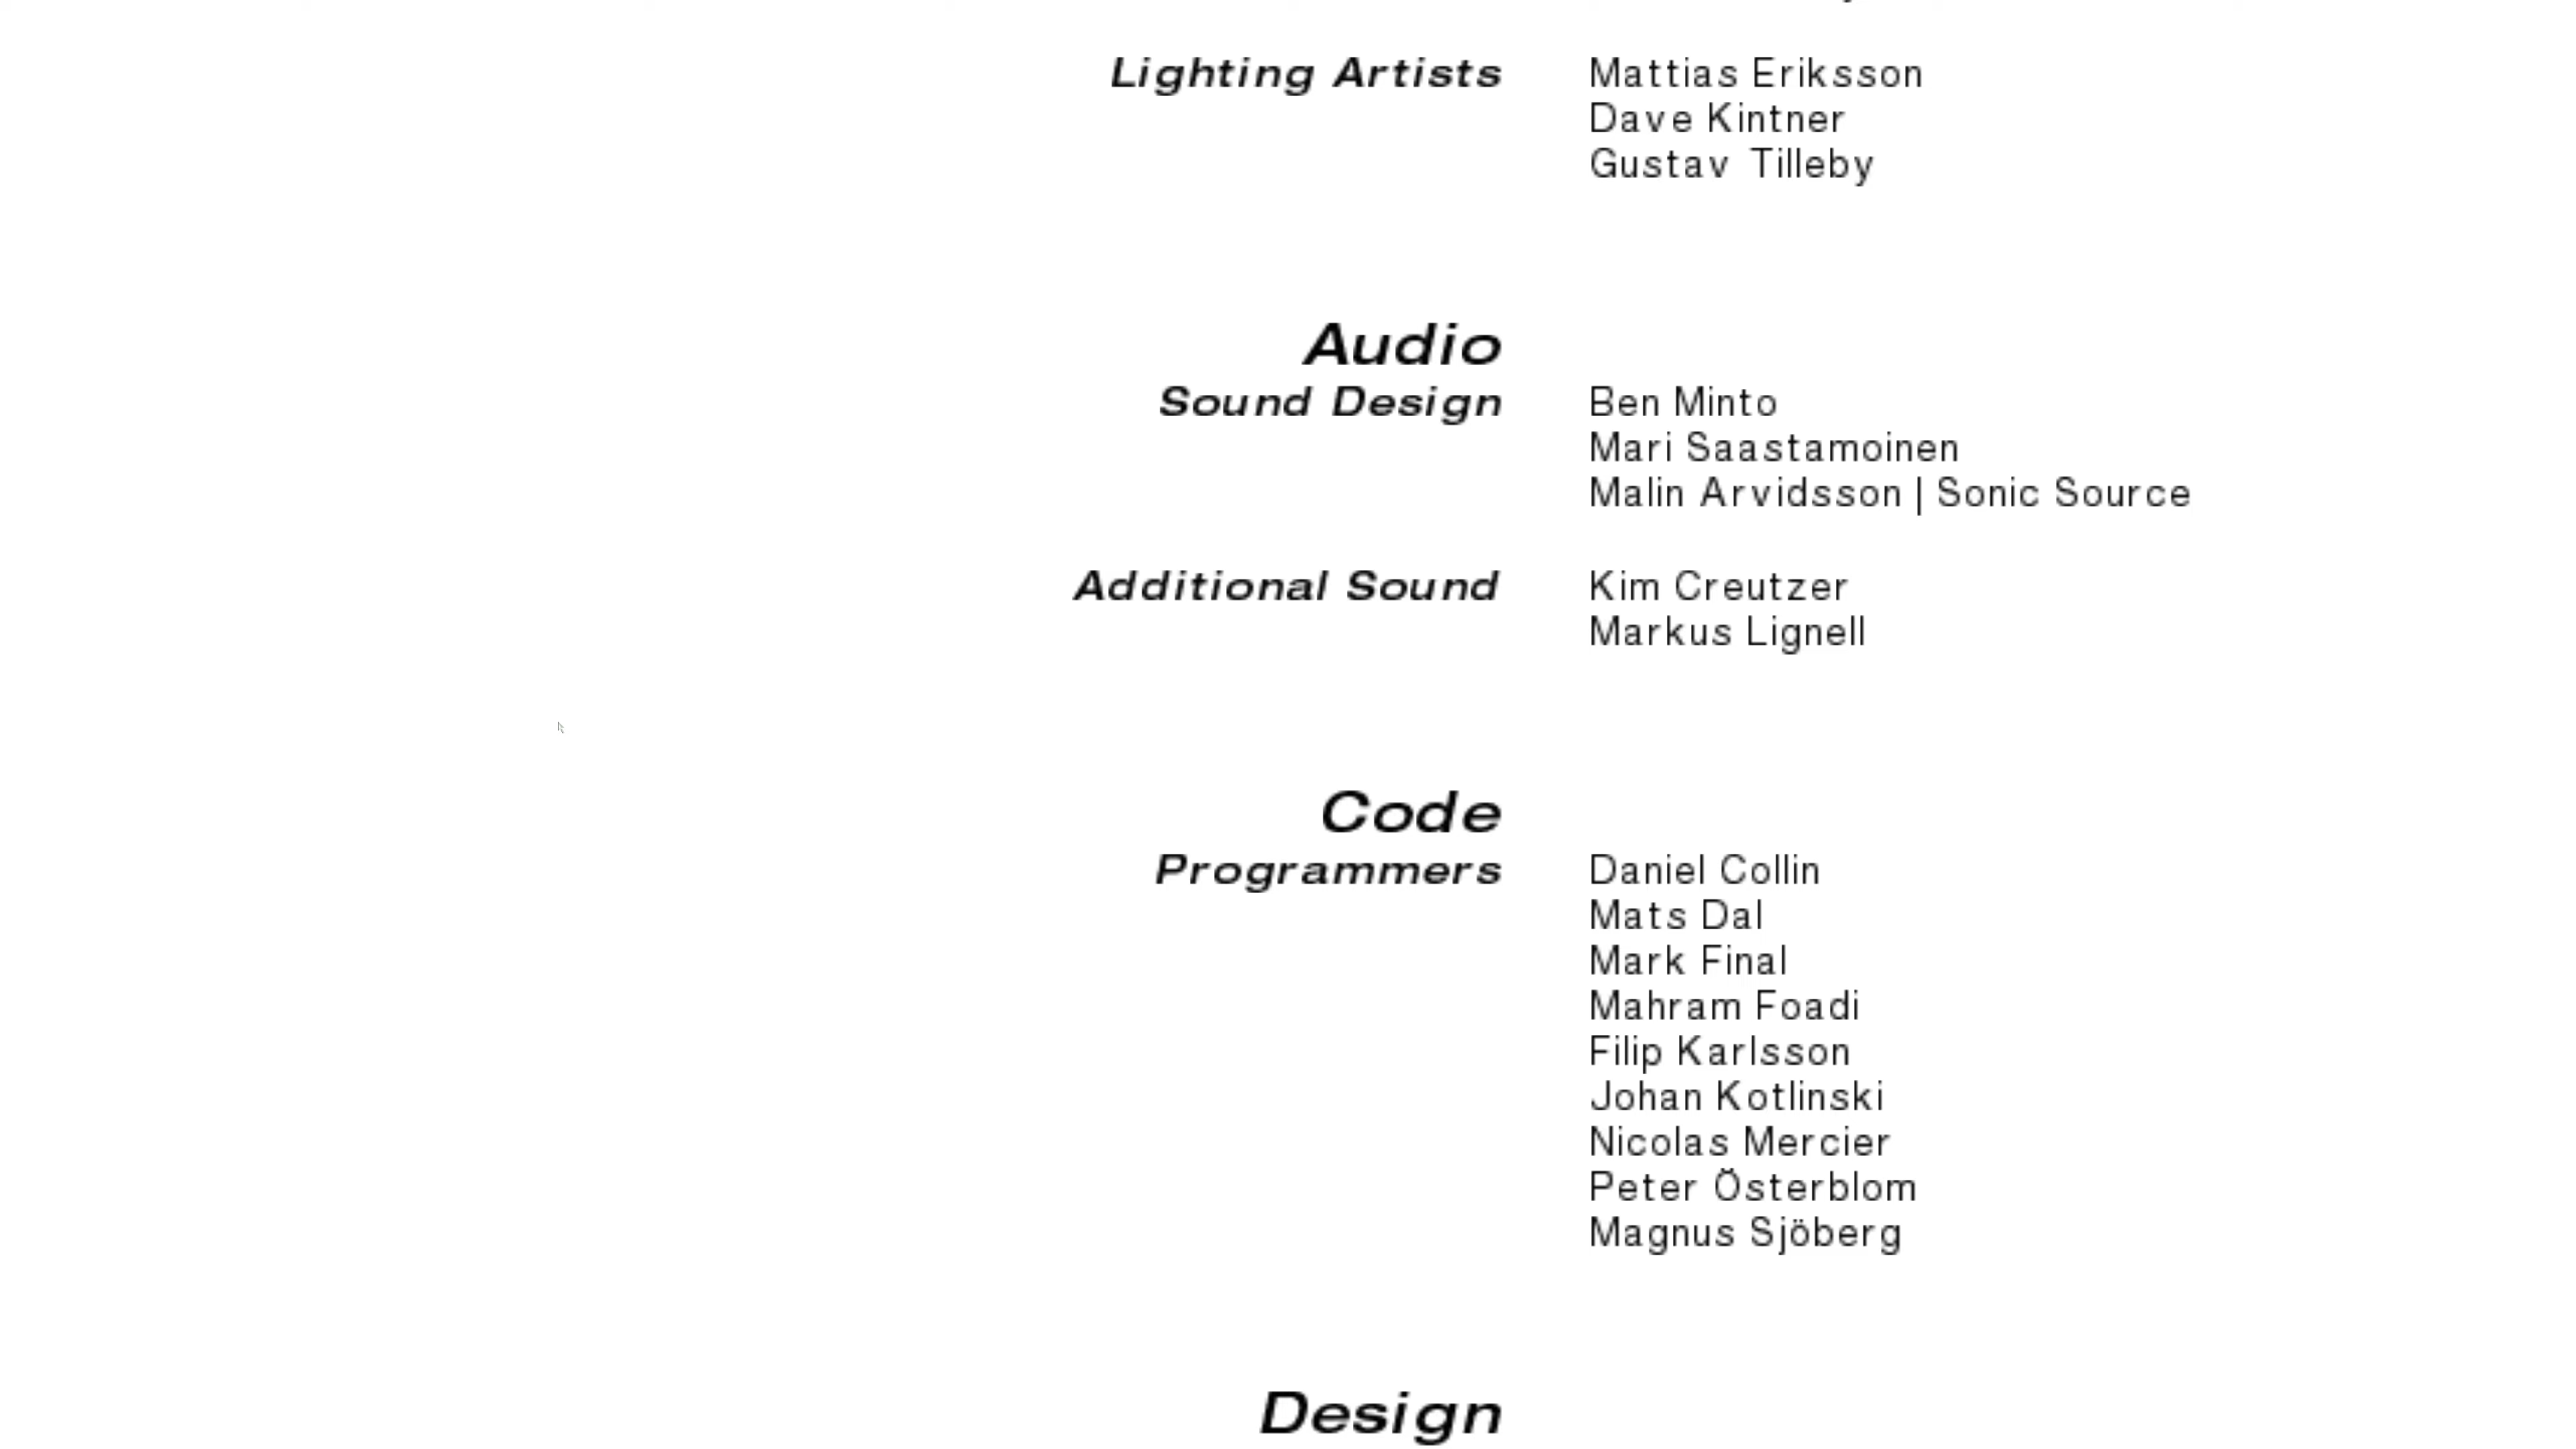 Lighting Artists Mattias Eriksson
Dave Kintner
Gustav Tilleby
Audio
Sound Design Ben Minto
Mari Saastamoinen
Malin Arvidsson | Sonic Source
Additional Sound Kim Creutzer
Markus Lignell
Code
Programmers Daniel Collin
Mats Dal
Mark Final
Mahram Foadi
Filip Karlsson
Johan Kotlinski
Nicolas Mercier
Peter Österblom
Magnus Sjöberg
Design